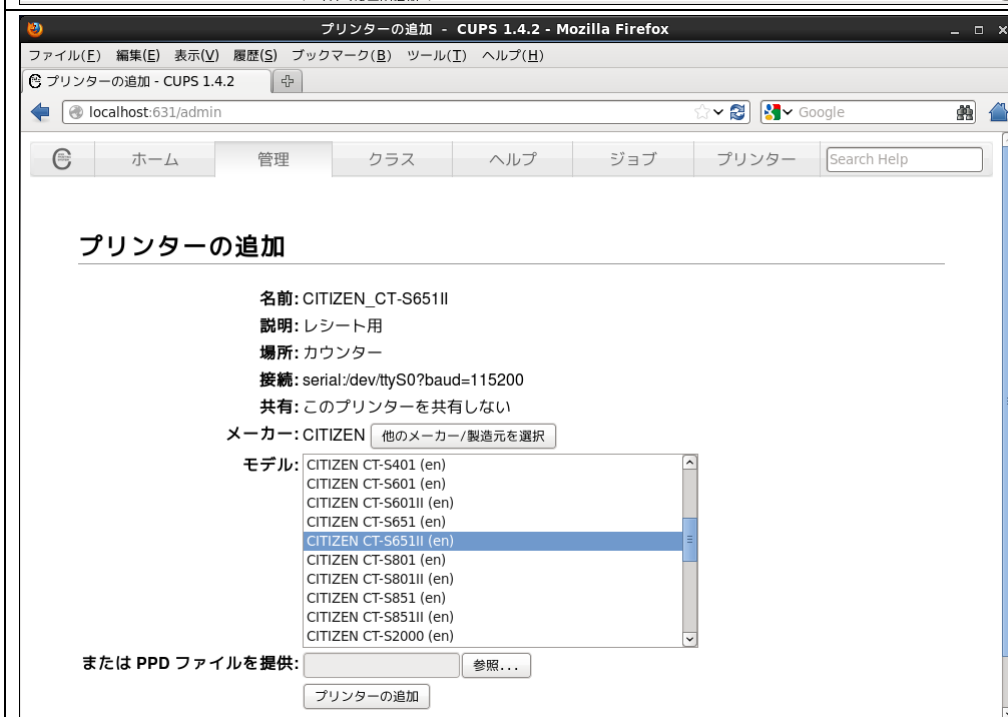 プリンターの追加 - CUPS 1.4.2 - Mozilla Firefox
ファイル(F) 編集(E) 表示(V) 履歴(S) ブックマーク(B) ツール(T) ヘルプ(H)
プリンターの追加 - CUPS 1.4.2
localhost:631/admin Google
ホーム 管理 クラス ヘルプ ジョブ プリンター Search Help
プリンターの追加
名前: CITIZEN_CT-S651II
説明: レシート用
場所: カウンター
接続: serial:/dev/ttyS0?baud=115200
共有: このプリンターを共有しない
メーカー: CITIZEN 他のメーカー/製造元を選択
モデル: CITIZEN CT-S401 (en)
CITIZEN CT-S601 (en)
CITIZEN CT-S601II (en)
CITIZEN CT-S651 (en)
CITIZEN CT-S651II (en)
CITIZEN CT-S801 (en)
CITIZEN CT-S801II (en)
CITIZEN CT-S851 (en)
CITIZEN CT-S851II (en)
CITIZEN CT-S2000 (en)
または PPD ファイルを提供: 参照...
プリンターの追加